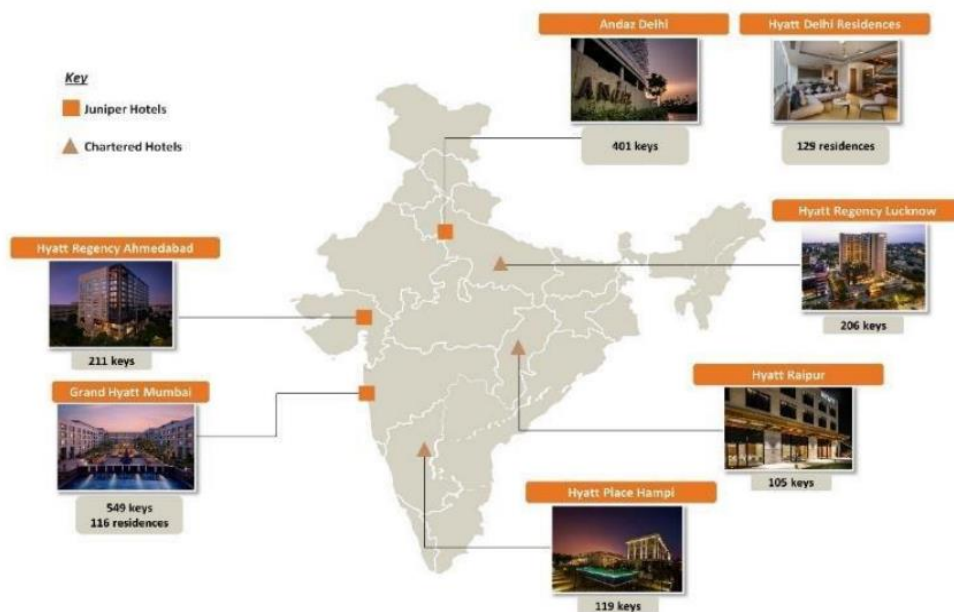 Andaz Delhi
Hyatt Delhi Residences
ANDAZ
401 keys
129 residences
Key
Juniper Hotels
Chartered Hotels
Hyatt Regency Lucknow
206 keys
Hyatt Regency Ahmedabad
211 keys
Grand Hyatt Mumbai
549 keys
116 residences
Hyatt Raipur
105 keys
Hyatt Place Hampi
119 keys